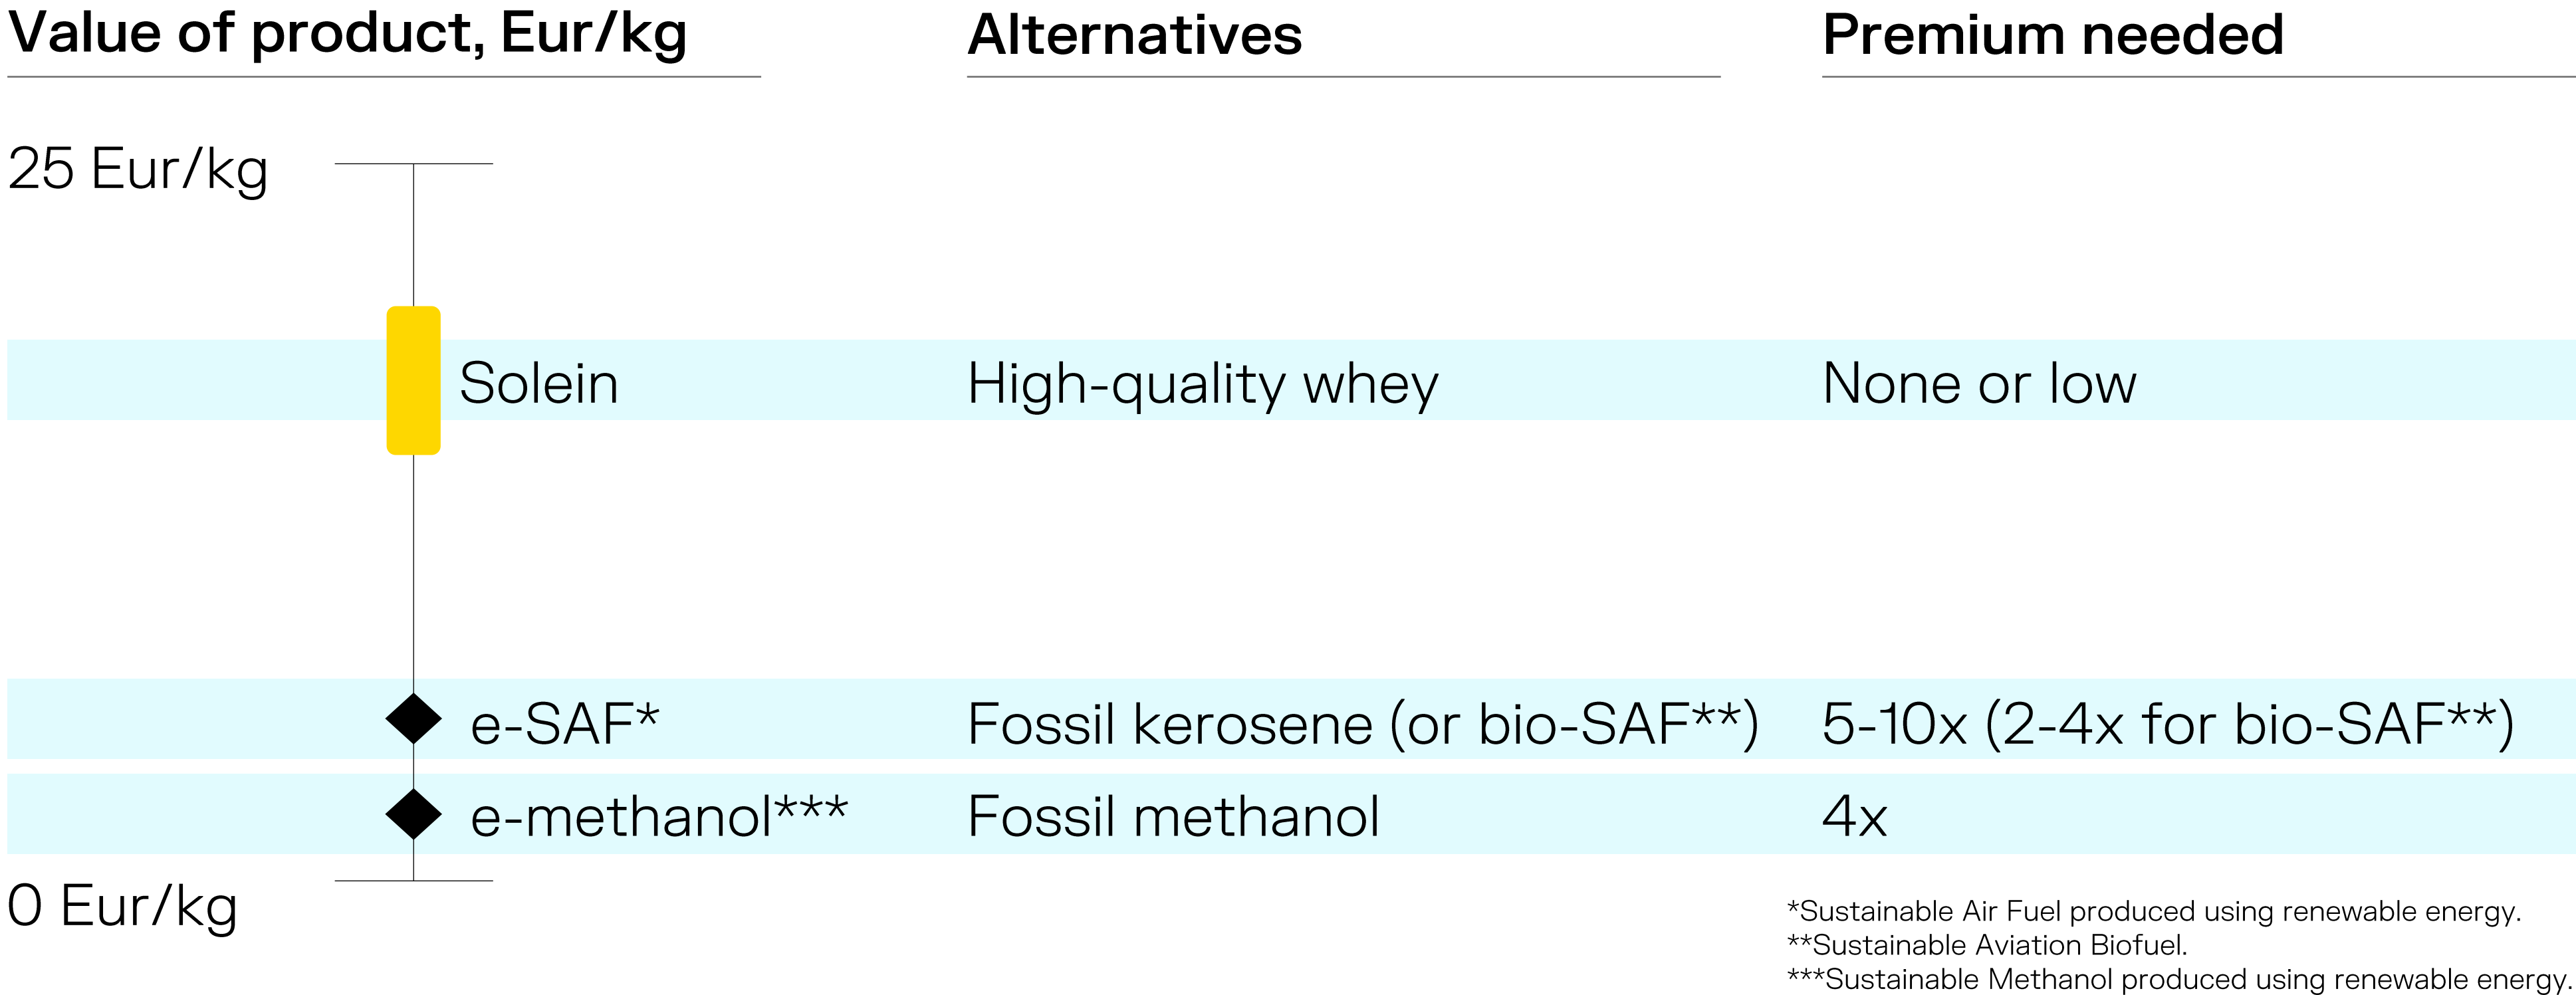 Value of product, Eur/kg
Alternatives
Premium needed
25 Eur/kg
Solein
High-quality whey
None or low
e-SAF*
Fossil kerosene (or bio-SAF**)
5-10x (2-4x for bio-SAF**)
e-methanol***
Fossil methanol
4x
0 Eur/kg
*Sustainable Air Fuel produced using renewable energy.
**Sustainable Aviation Biofuel.
***Sustainable Methanol produced using renewable energy.